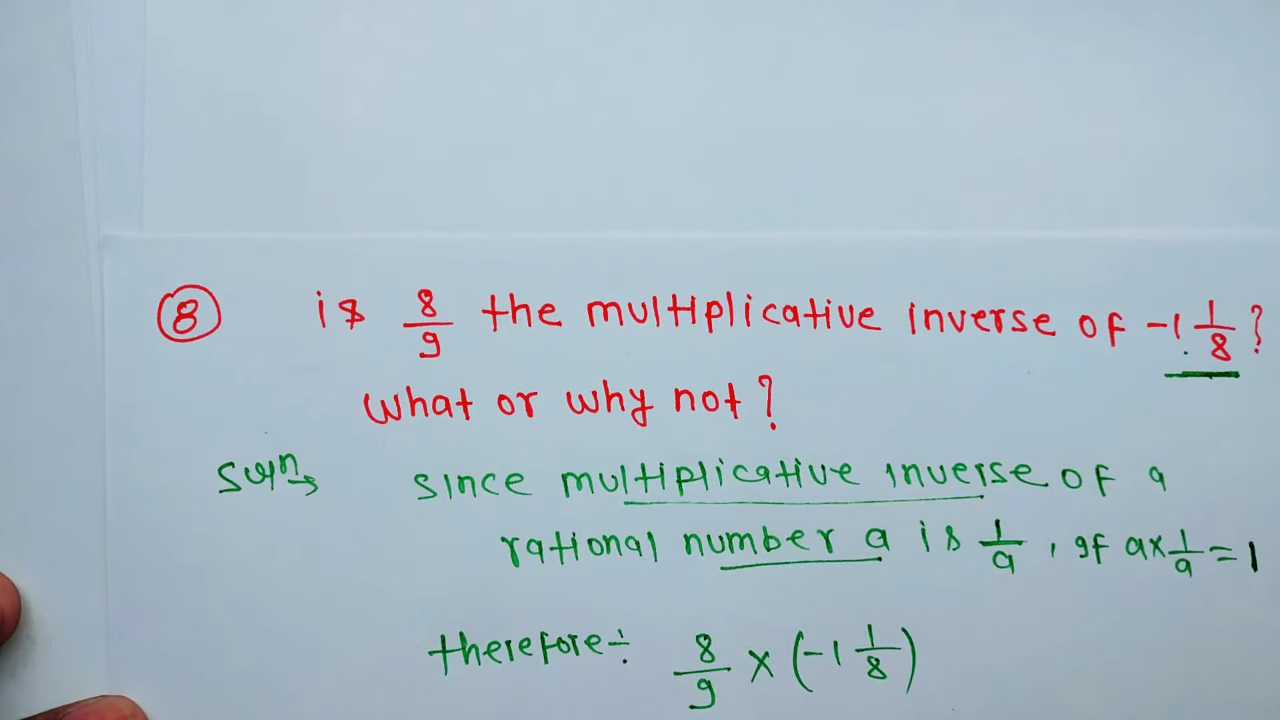 8 is 8/9 the multiplicative inverse of -1 1/8?
What or why not?
Solⁿ→ since multiplicative inverse of a
rational number a is 1/a, if a×1/a=1
therefore÷ 8/9 × (-1 1/8)